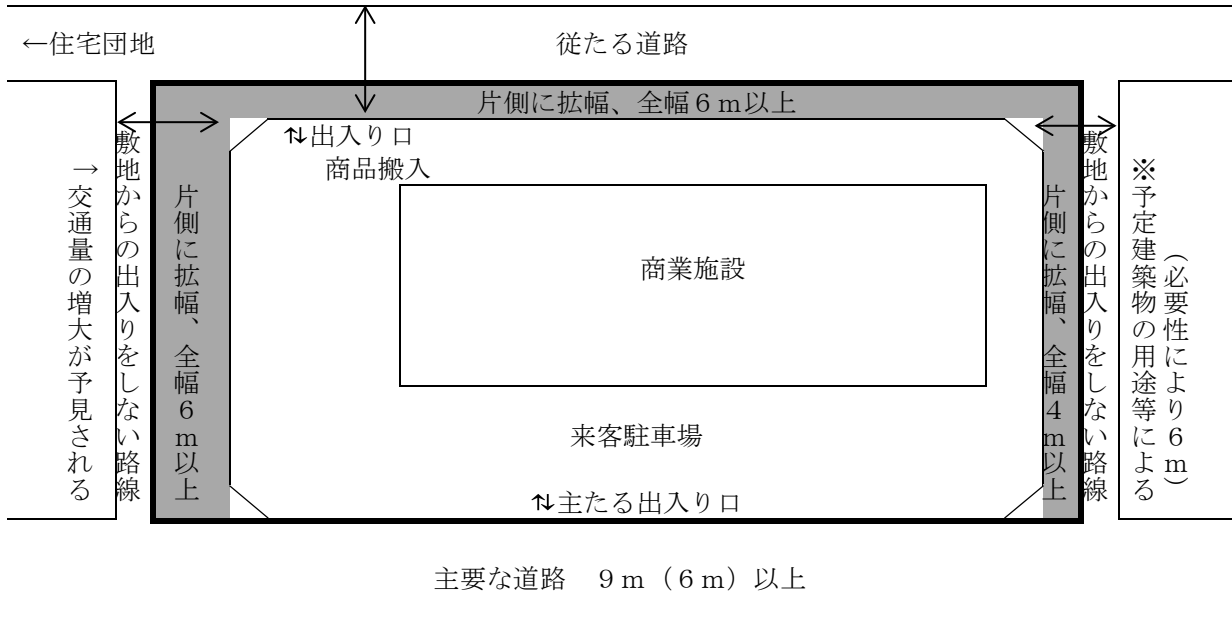 ←住宅団地
従たる道路
片側に拡幅、全幅6m以上
⇅出入り口
商品搬入
敷地からの出入りをしない路線
→交通量の増大が予見される
片側に拡幅、全幅6m以上
商業施設
来客駐車場
⇅主たる出入り口
片側に拡幅、全幅4m以上
敷地からの出入りをしない路線
※予定建築物の用途等による
(必要性により6m)
主要な道路　9m(6m)以上